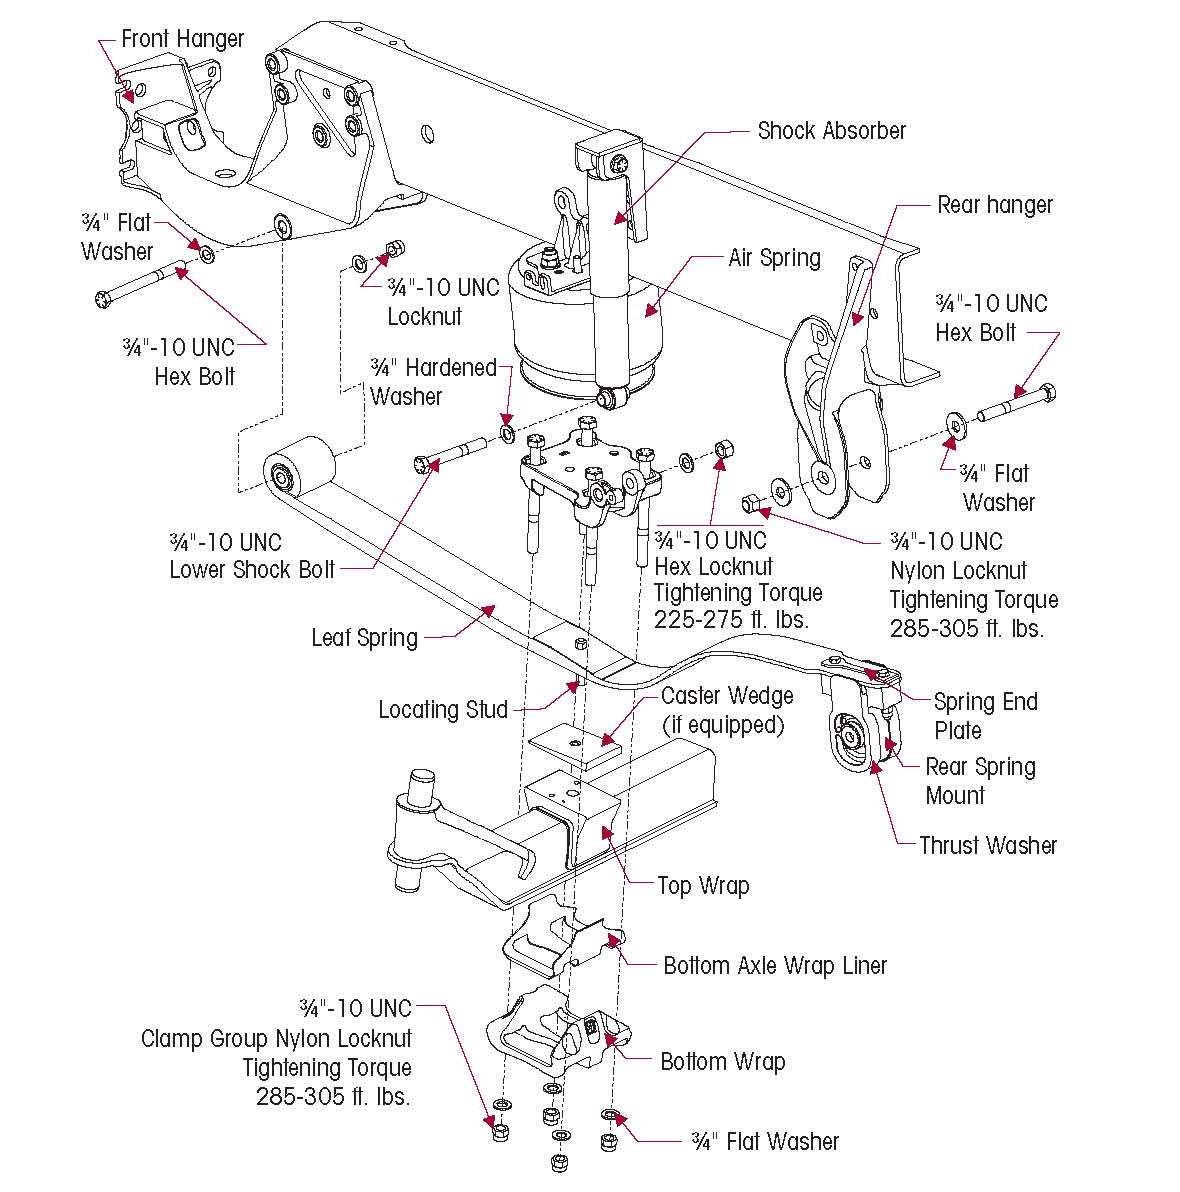 Front Hanger
Shock Absorber
Rear hanger
¾" Flat
Washer
Air Spring
¾"-10 UNC
Locknut
¾"-10 UNC
Hex Bolt
¾"-10 UNC
Hex Bolt
¾" Hardened
Washer
¾" Flat
Washer
¾"-10 UNC
Lower Shock Bolt
¾"-10 UNC
Hex Locknut
Tightening Torque
225-275 ft. lbs.
¾"-10 UNC
Nylon Locknut
Tightening Torque
285-305 ft. lbs.
Leaf Spring
Locating Stud
Caster Wedge
(if equipped)
Spring End
Plate
Rear Spring
Mount
Thrust Washer
Top Wrap
Bottom Axle Wrap Liner
¾"-10 UNC
Clamp Group Nylon Locknut
Tightening Torque
285-305 ft. lbs.
Bottom Wrap
¾" Flat Washer